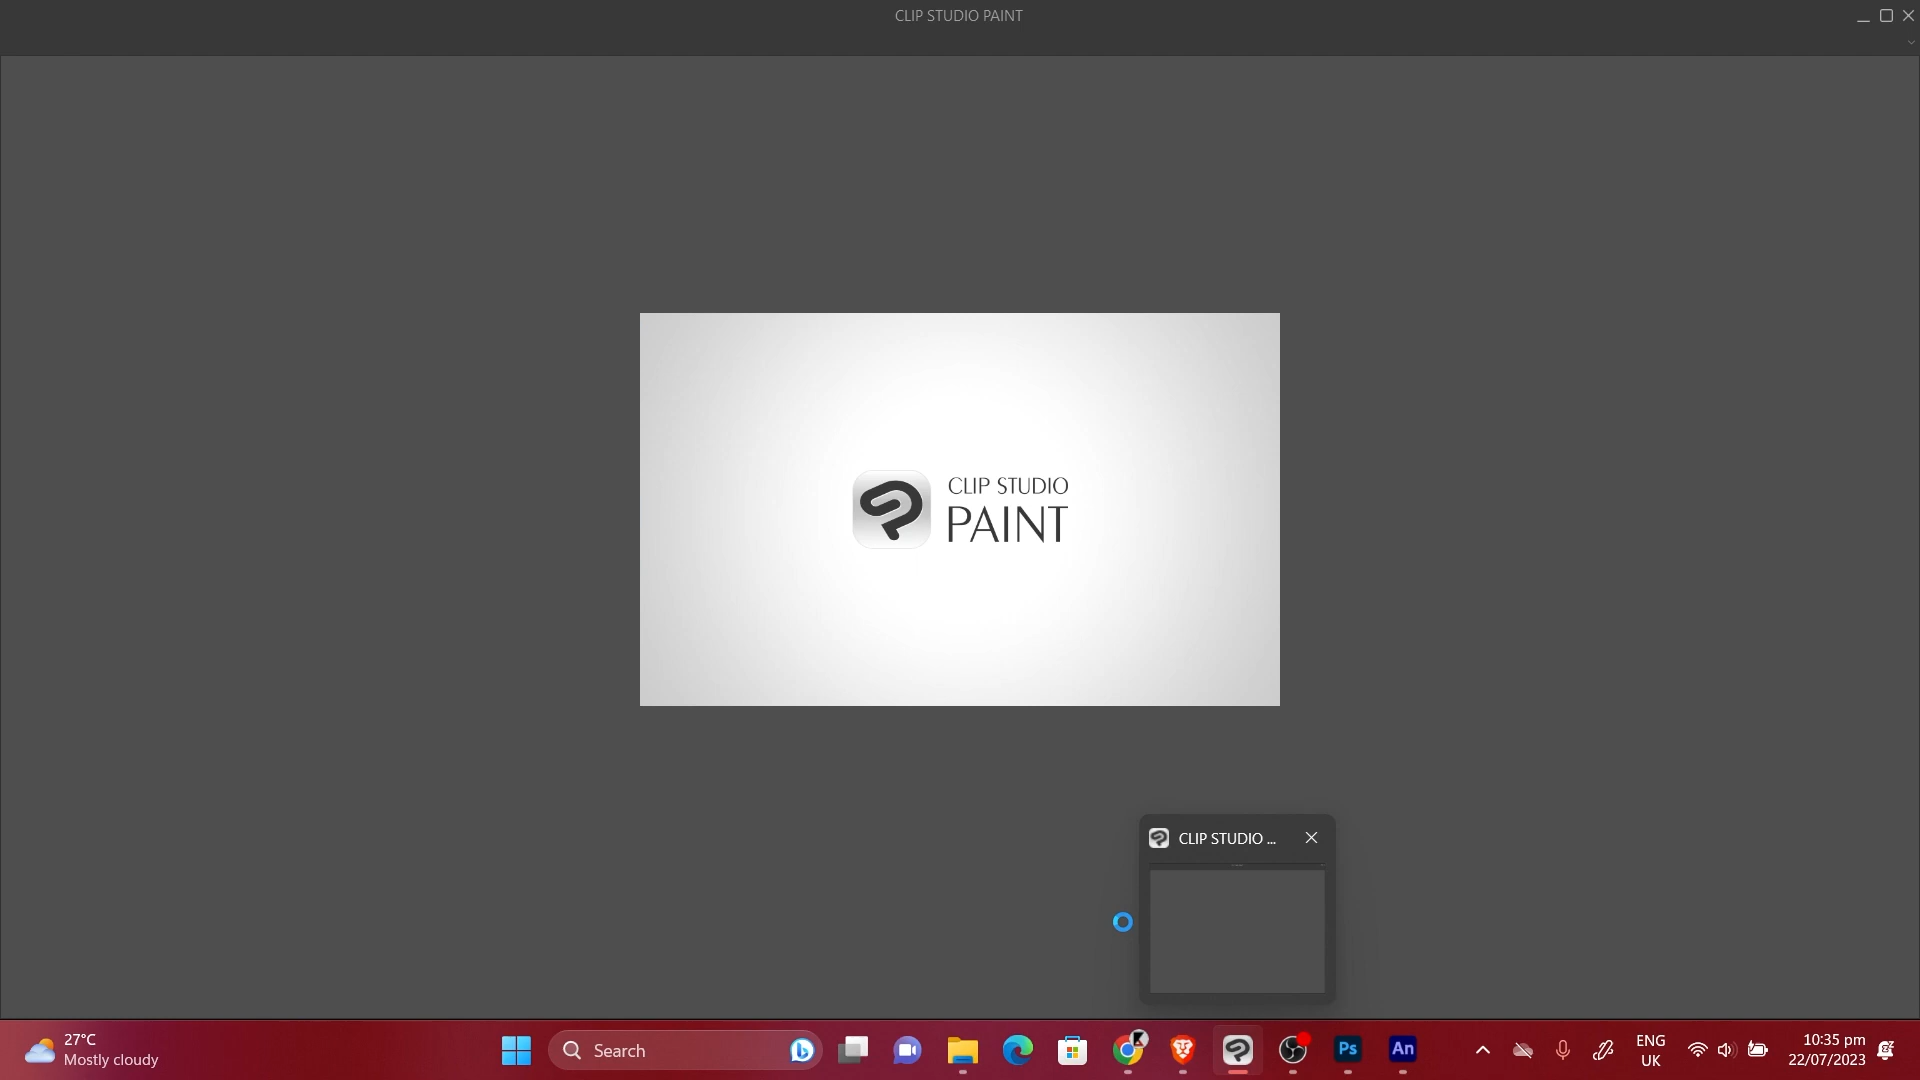 CLIP STUDIO PAINT
CLIP STUDIO
PAINT
CLIP STUDIO ...
27°C
Mostly cloudy
Search
Ps
An
ENG
UK
10:35 pm
22/07/2023